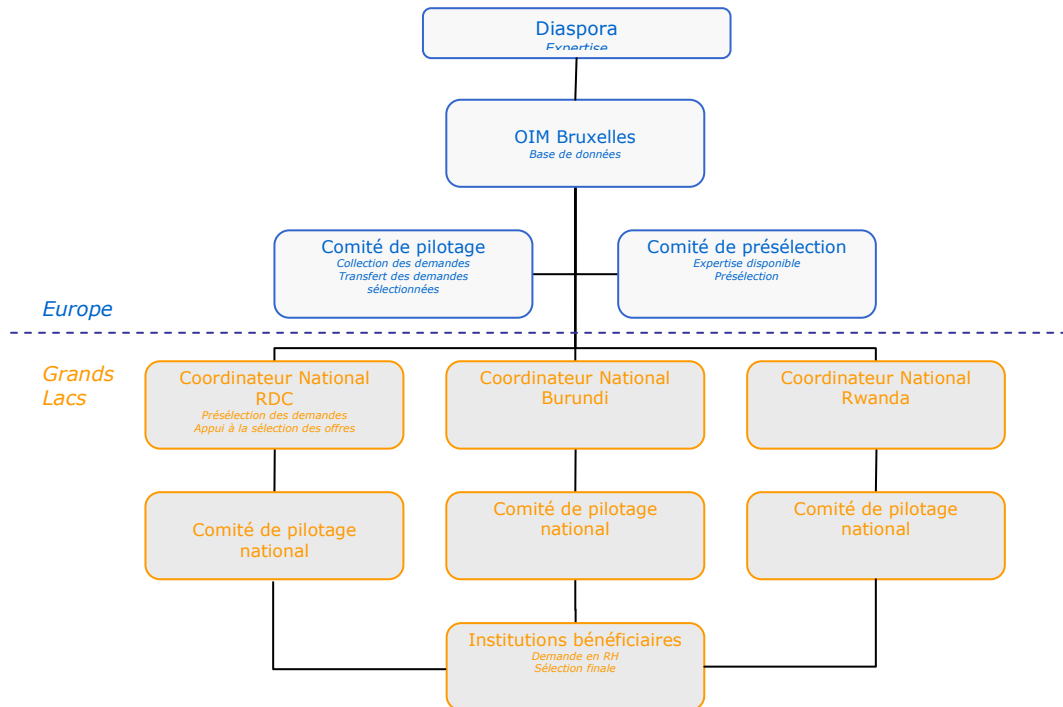 Diaspora
Expertise
OIM Bruxelles
Base de données
Comité de pilotage
Collection des demandes
Transfert des demandes
sélectionnées
Comité de présélection
Expertise disponible
Présélection
Europe
Grands
Lacs
Coordinateur National
RDC
Présélection des demandes
Appui à la sélection des offres
Coordinateur National
Burundi
Coordinateur National
Rwanda
Comité de pilotage
national
Comité de pilotage
national
Comité de pilotage
national
Institutions bénéficiaires
Demande en RH
Sélection finale